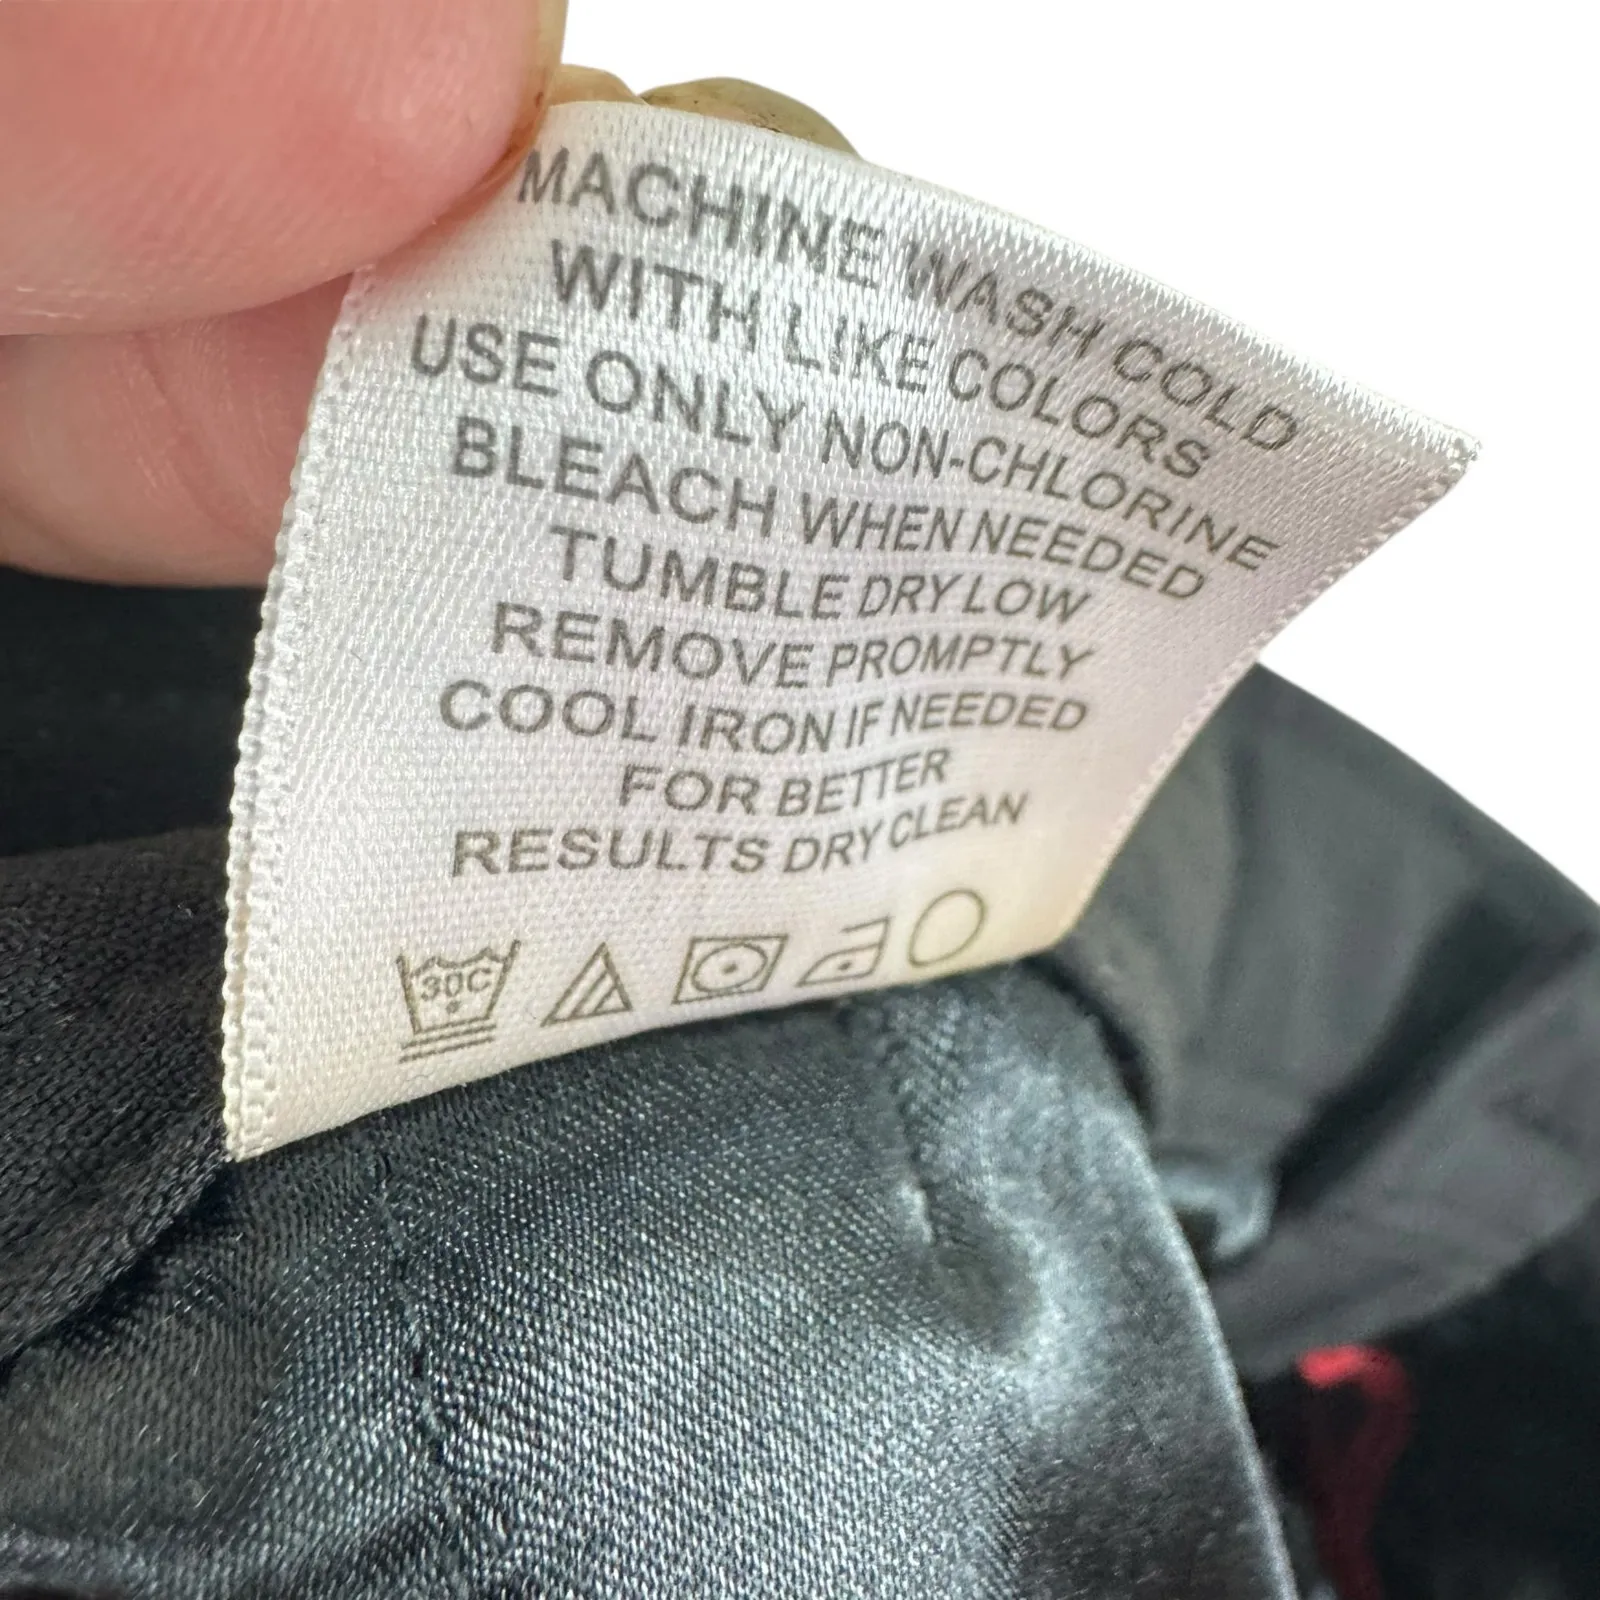 MACHINE WASH COLD
WITH LIKE COLORS
USE ONLY NON-CHLORINE
BLEACH WHEN NEEDED
TUMBLE DRY LOW
REMOVE PROMPTLY
COOL IRON IF NEEDED
FOR BETTER
RESULTS DRY CLEAN
30C